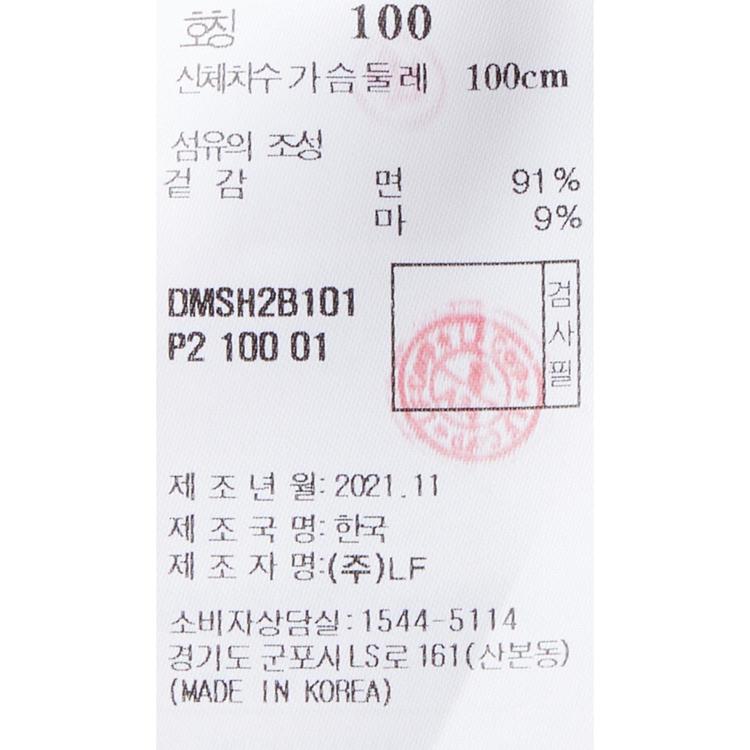 호칭 100
신체치수 가슴둘레 100cm
섬유의 조성
겉 감 면 91%
마 9%
DMSH2B101
P2 100 01
검사필
제 조 년 월: 2021.11
제 조 국 명: 한국
제 조 자 명:(주)LF
소비자상담실: 1544-5114
경기도 군포시 LS로 161(산본동)
(MADE IN KOREA)